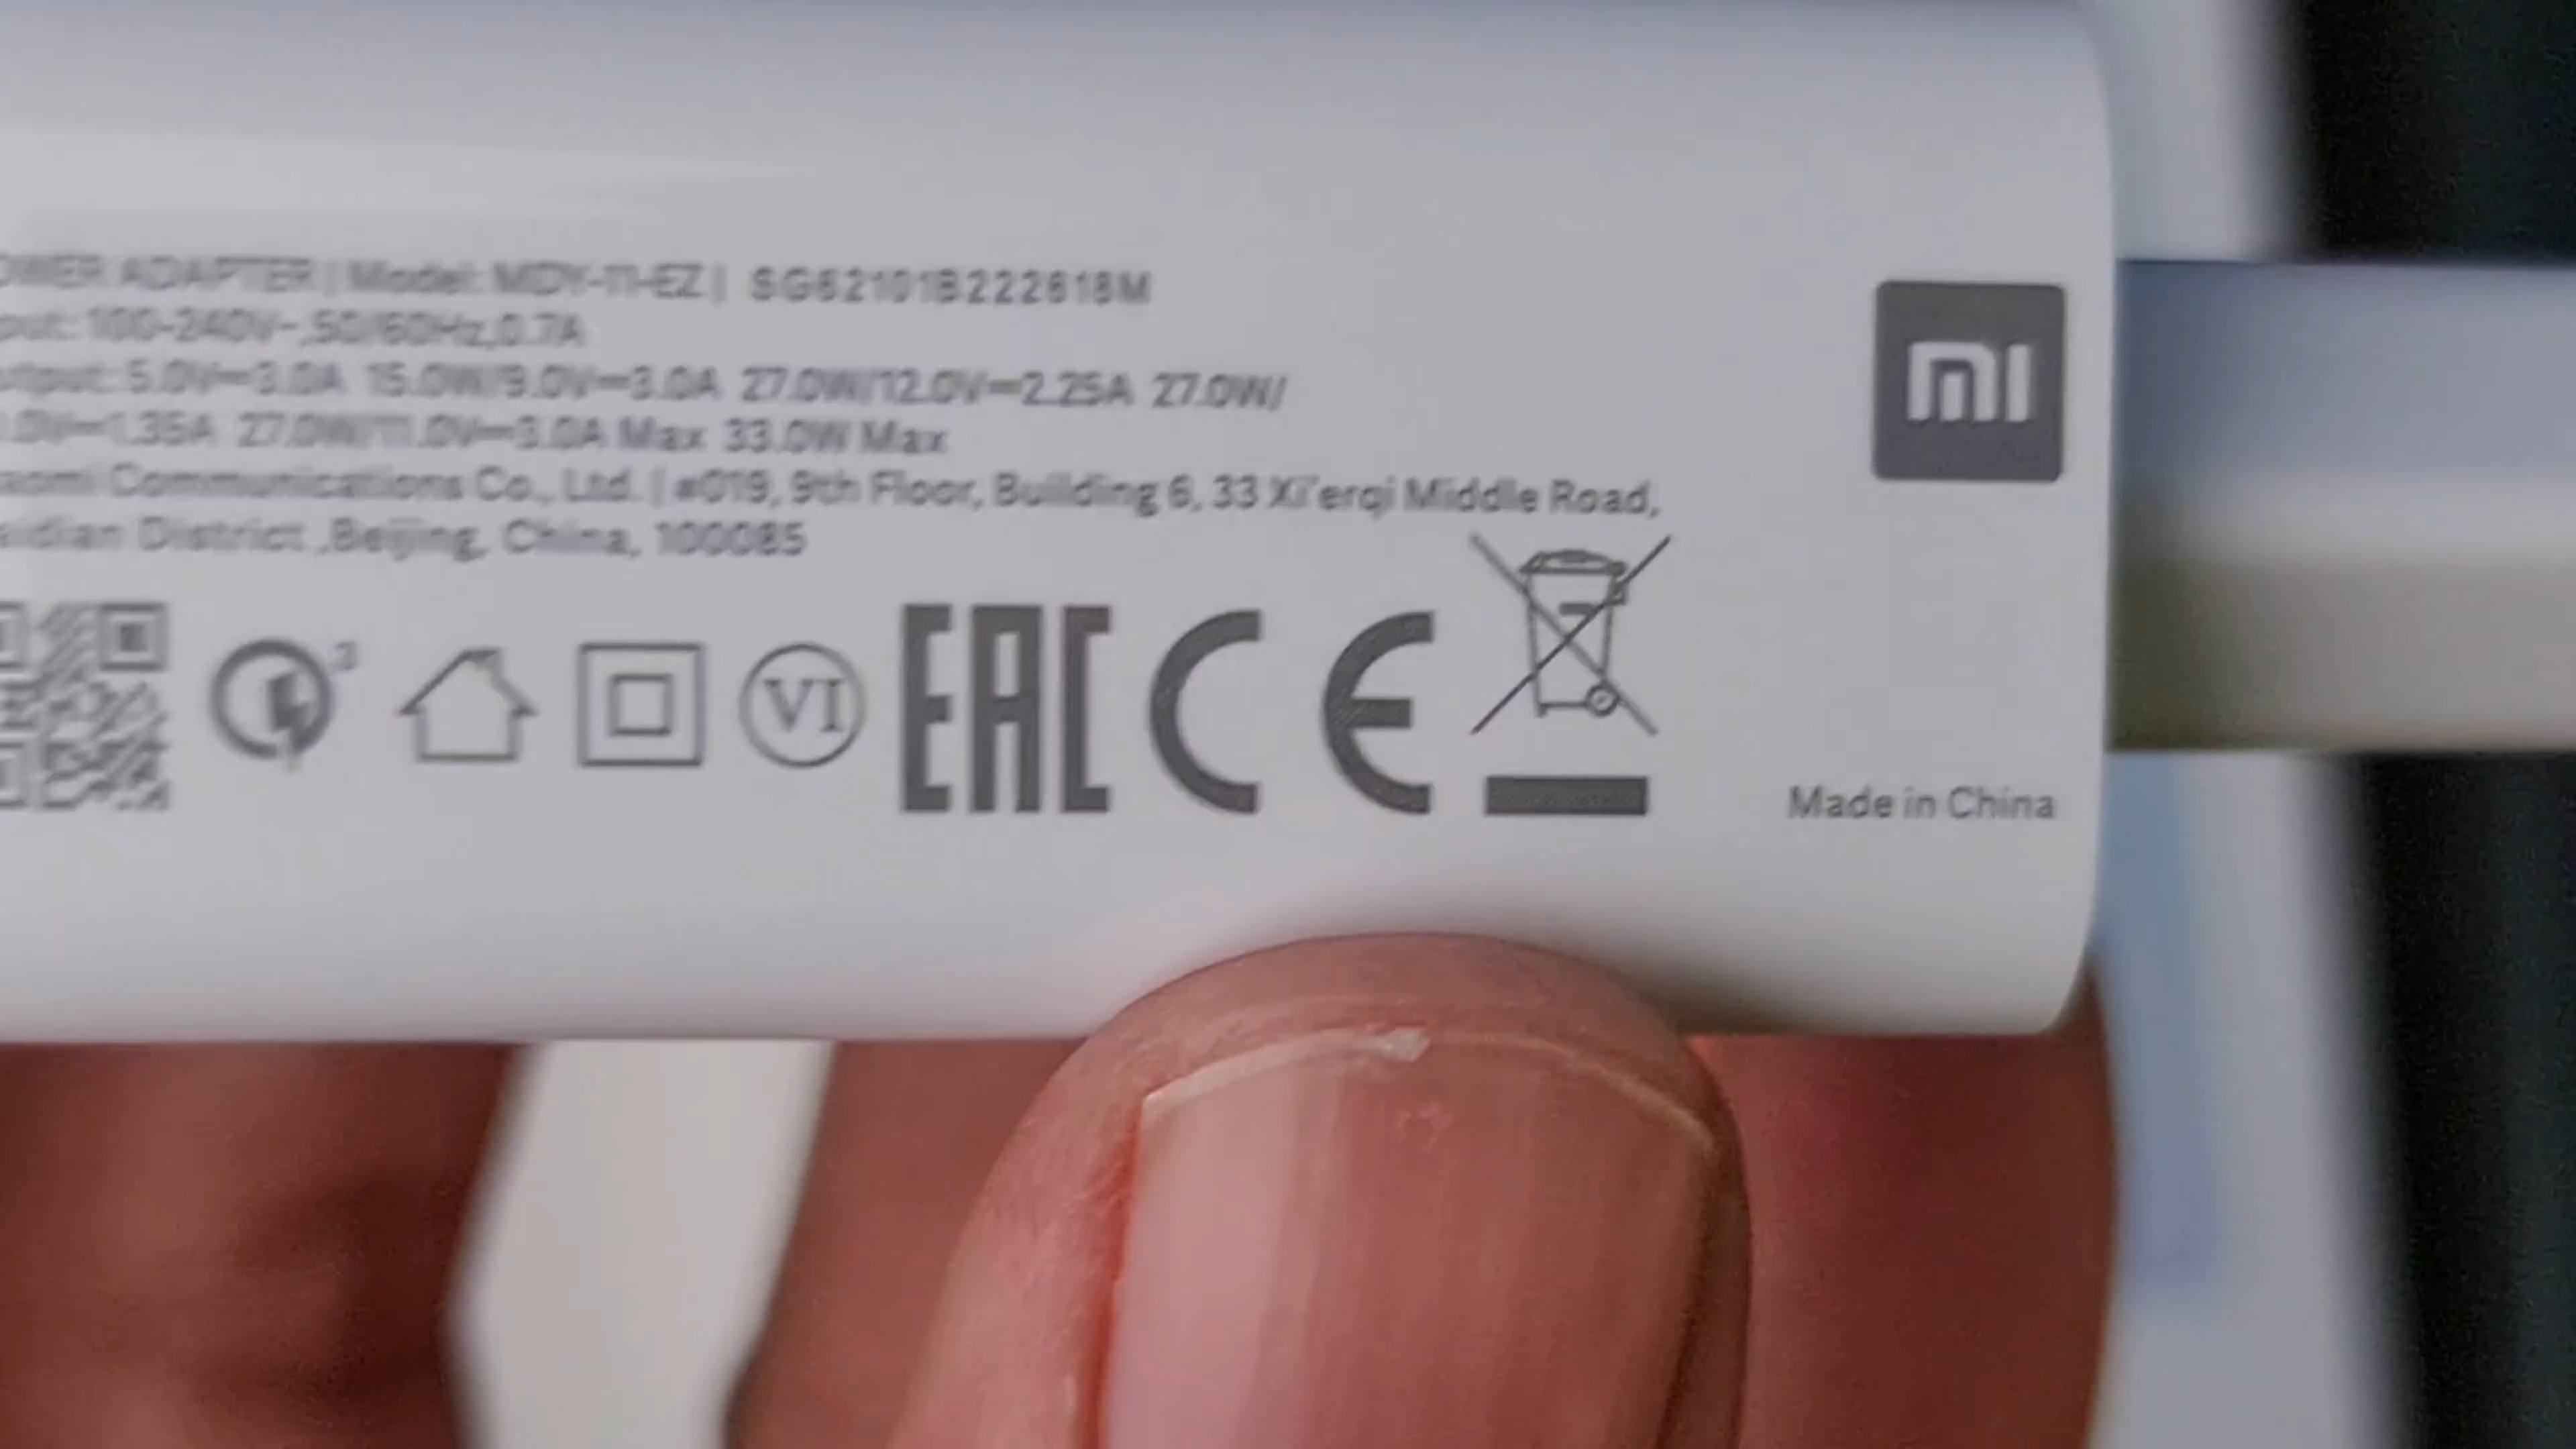 OWER ADAPTER | Model: MDY-11-EZ | SG62101B222618M
put: 100-240V~,50/60Hz,0.7A
utput: 5.0V⎓3.0A 15.0W/9.0V⎓3.0A 27.0W/12.0V⎓2.25A 27.0W/
.0V⎓1.35A 27.0W/11.0V⎓3.0A Max 33.0W Max
aomi Communications Co., Ltd. | #019, 9th Floor, Building 6, 33 Xi'erqi Middle Road,
aidian District ,Beijing, China, 100085
mi
3 VI EAC CE
Made in China